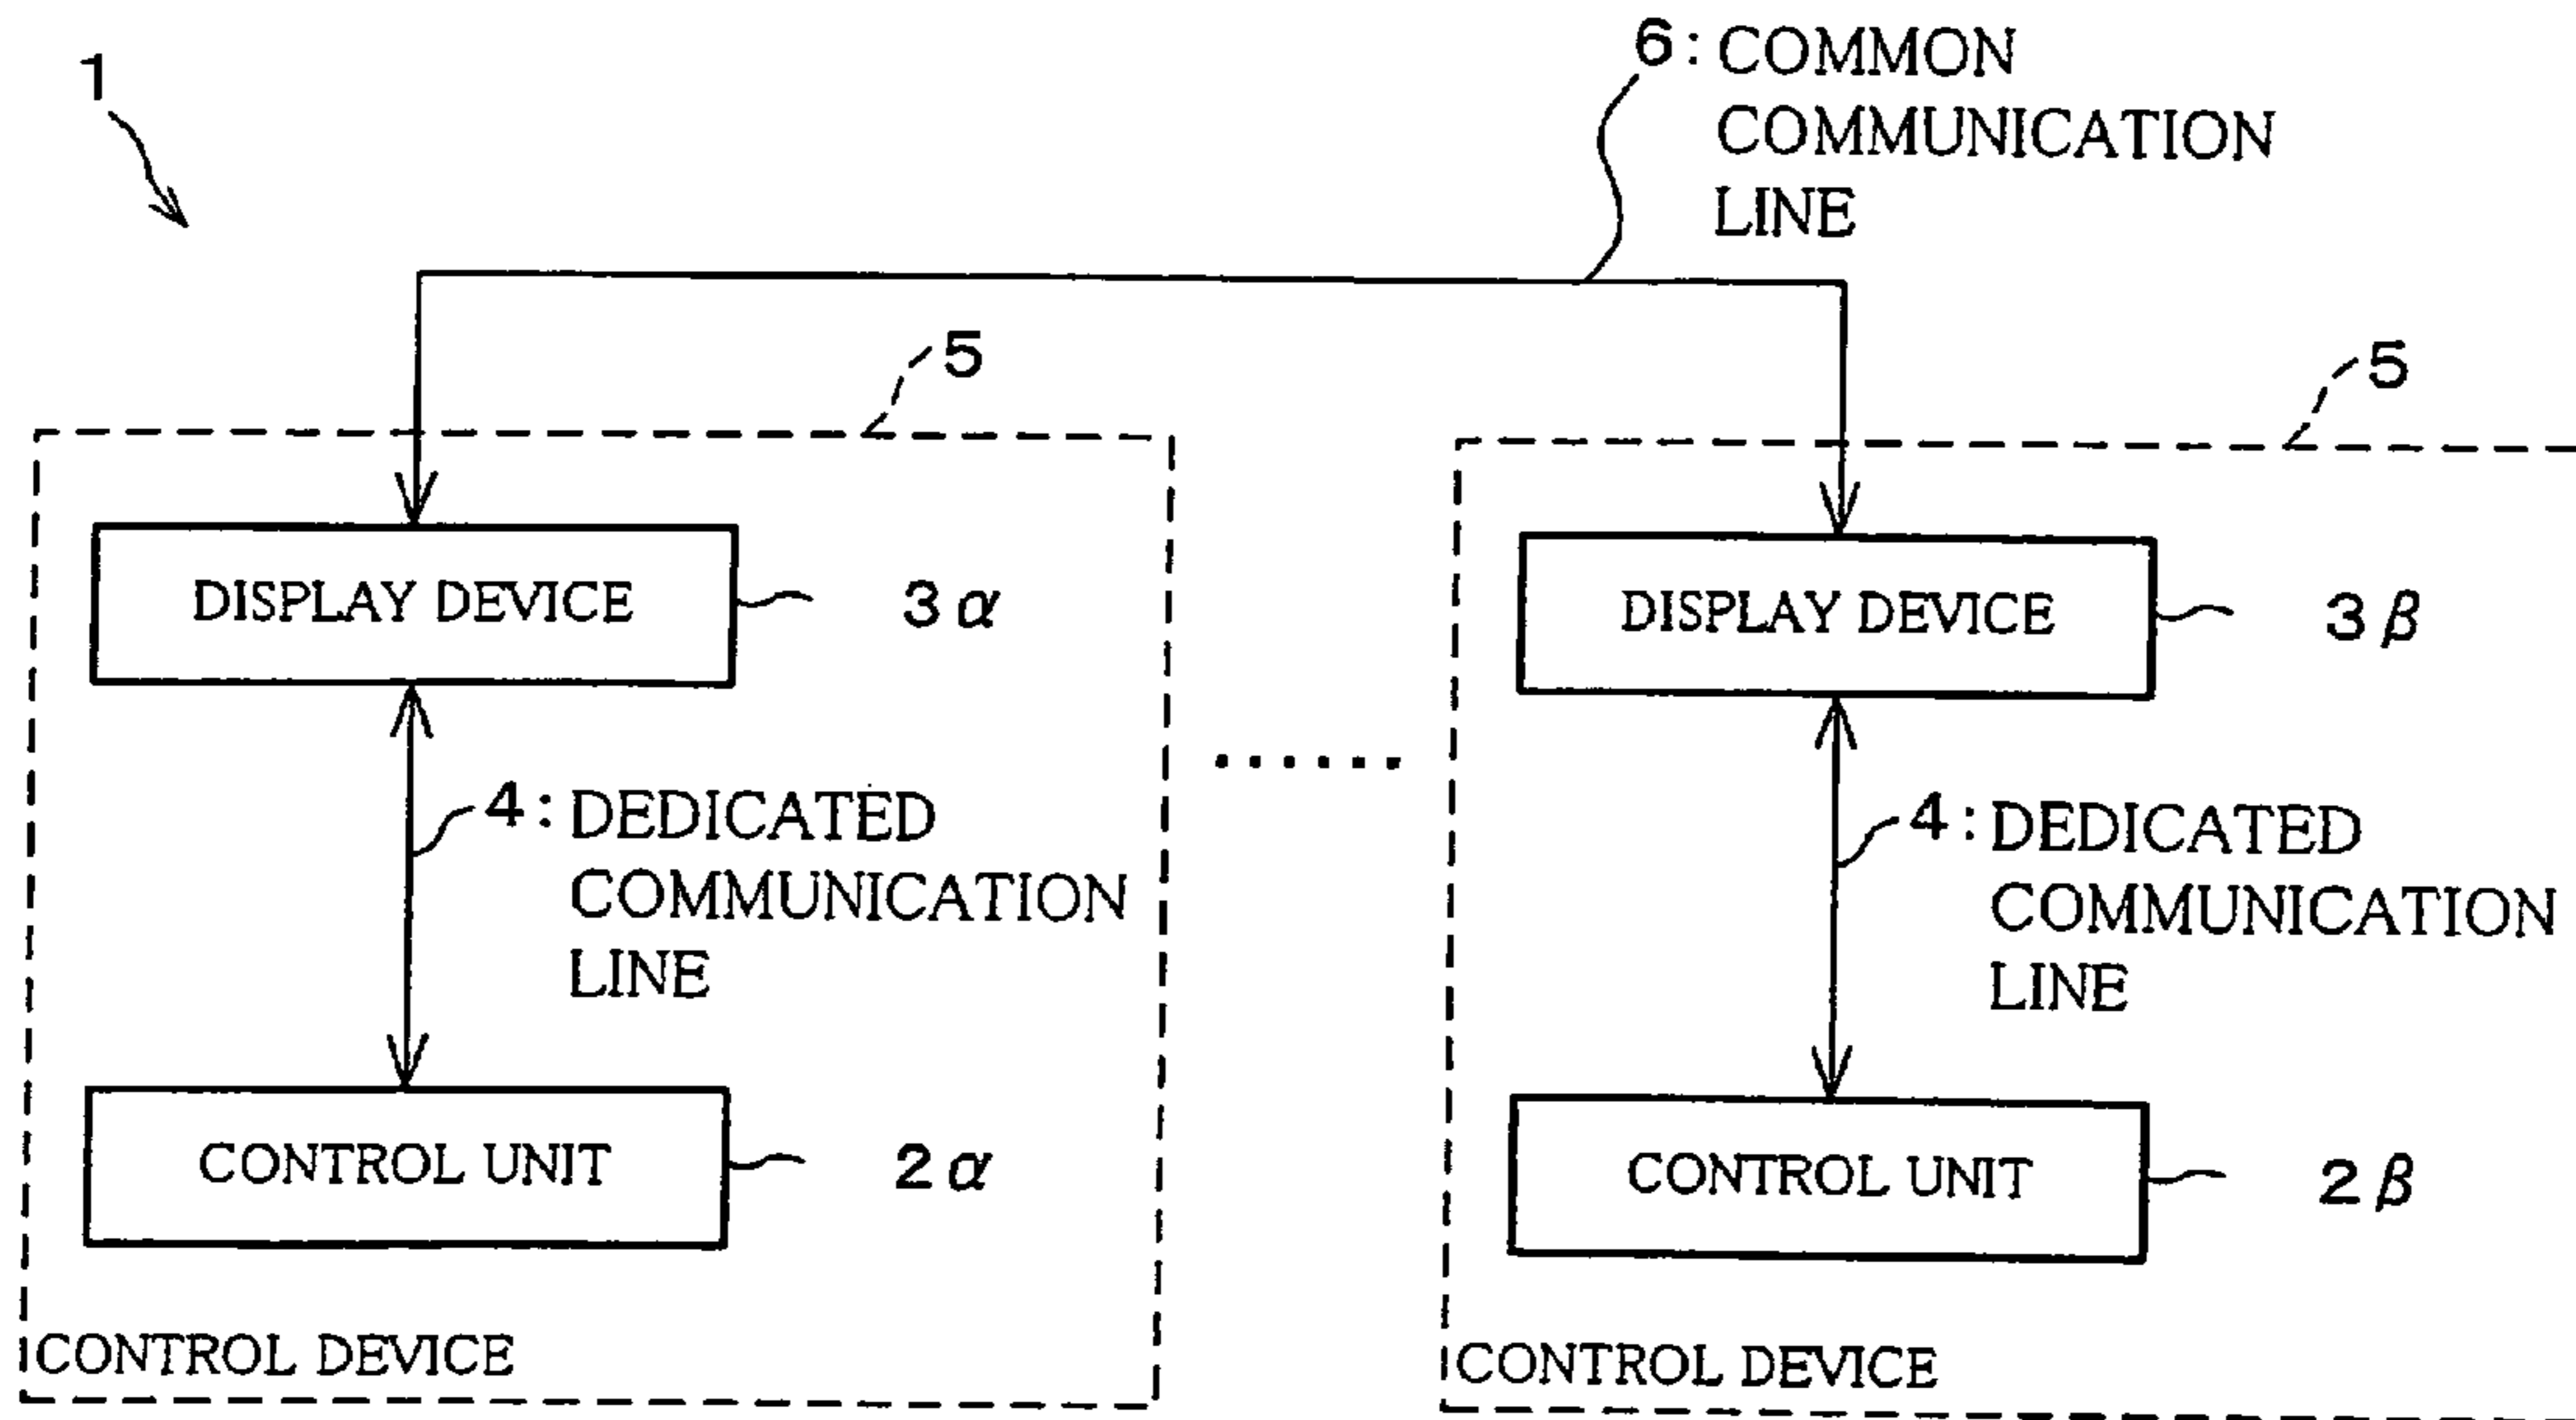 1
6: COMMON
COMMUNICATION
LINE
5
5
DISPLAY DEVICE
3α
DISPLAY DEVICE
3β
4: DEDICATED
COMMUNICATION
LINE
4: DEDICATED
COMMUNICATION
LINE
CONTROL UNIT
2α
CONTROL UNIT
2β
CONTROL DEVICE
CONTROL DEVICE